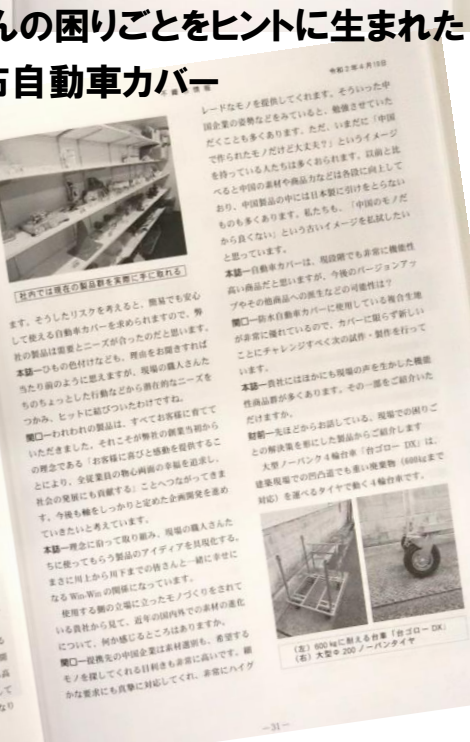 んの困りごとをヒントに生まれた
布自動車カバー
令和2年4月15日
社内では現在の製品群を実際に手に取れる
ます。そうしたリスクを考えると、簡易でも安心
して使える自動車カバーを求められますので、弊
社の製品は需要とニーズが合ったのだと思います。
本誌―ひもの色付けなども、理由をお聞きすれば
当たり前のように思えますが、現場の職人さんた
ちのちょっとした行動などから潜在的なニーズを
つかみ、ヒットに結びついたわけですね。
関口―われわれの製品は、すべてお客様に育てて
いただきました。それこそが弊社の創業当初から
の理念である「お客様に喜びと感動を提供するこ
とにより、全従業員の物心両面の幸福を追求し、
社会の発展にも貢献する」ことへつながってきま
す。今後も軸をしっかりと定めた企画開発を進め
ていきたいと考えています。
本誌―理念に沿って取り組み、現場の職人さんた
ちに使ってもらう製品のアイディアを具現化する。
まさに川上から川下までの皆さんと一緒に幸せに
なる Win-Win の関係になっています。
使用する側の立場に立ったモノづくりをされて
いる貴社から見て、近年の国内外での素材の進化
について、何か感じるところはありますか。
関口―提携先の中国企業は素材選別も、希望する
モノを探してくれる目利きも非常に高いです。細
かな要求にも真摯に対応してくれ、非常にハイグ
レードなモノを提供してくれます。そういった中
国企業の姿勢などをみていると、勉強させていた
だくことも多くあります。ただ、いまだに「中国
で作られたモノだけど大丈夫？」というイメージ
を持っている人たちは多くおられます。以前と比
べると中国の素材や商品力などは各段に向上して
おり、中国製品の中には日本製に引けをとらない
ものも多くあります。私たちも、「中国のモノだ
から良くない」という古いイメージを払拭したい
と思っています。
本誌―自動車カバーは、現段階でも非常に機能性
高い商品だと思いますが、今後のバージョンアッ
プやその他商品への派生などの可能性は？
関口―防水自動車カバーに使用している複合生地
が非常に優れているので、カバーに限らず新しい
ことにチャレンジすべく次の試作・製作を行って
います。
本誌―貴社にはほかにも現場の声を生かした機能
性商品群が多くあります。その一部をご紹介いた
だけますか。
財前―先ほどからお話している、現場での困りご
との解決策を形にした製品からご紹介します
大型ノーパンク4輪台車「台ゴロー DX」は、
建築現場での凹凸道でも重い廃棄物（600kgまで
対応）を運べるタイヤで動く4輪台車です。
（左）600 kgに耐える台車「台ゴロー DX」
（右）大型Φ200ノーパンタイヤ
―31―